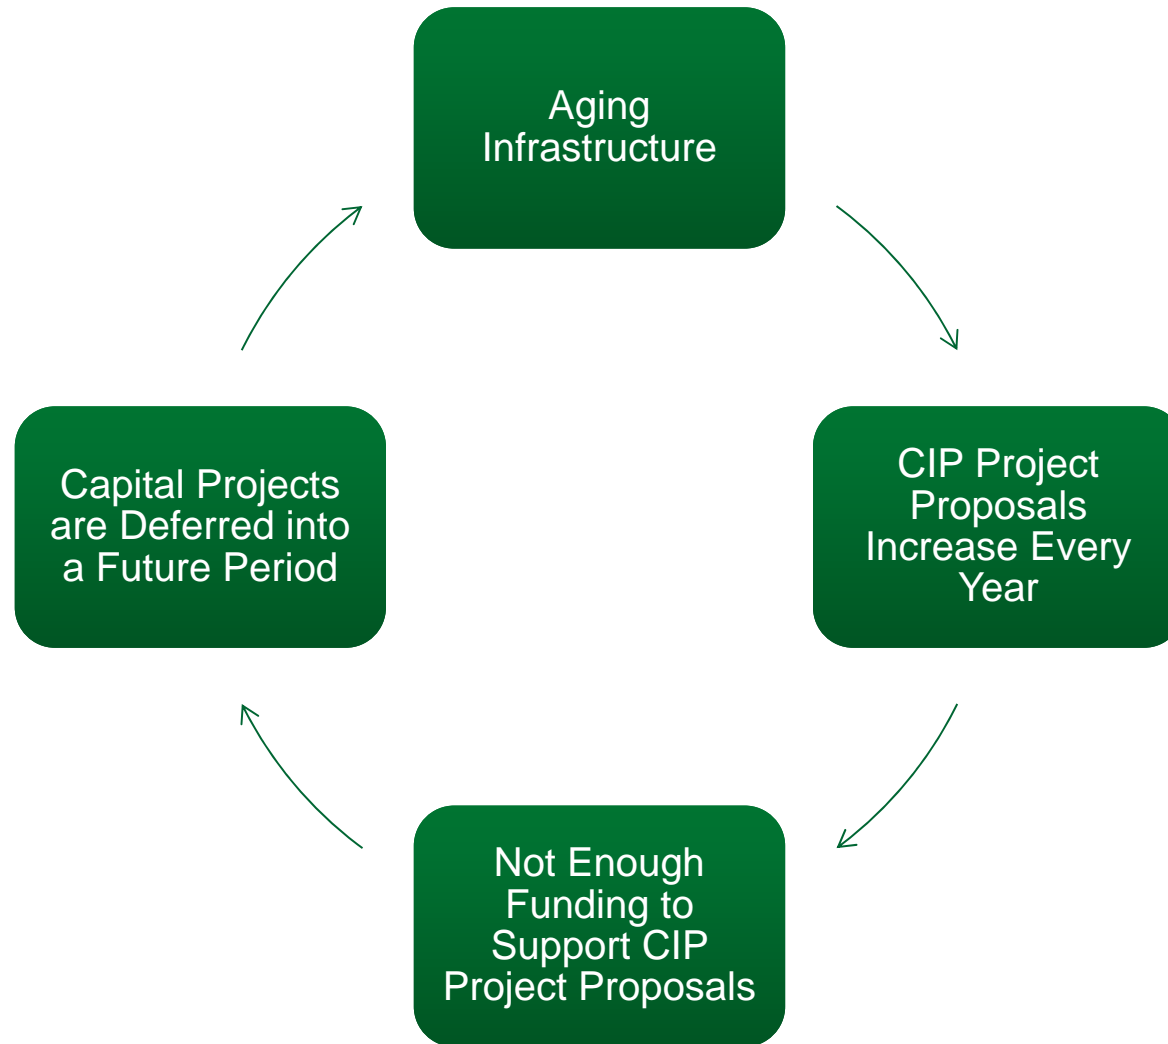 Aging
Infrastructure
CIP Project
Proposals
Increase Every
Year
Not Enough
Funding to
Support CIP
Project Proposals
Capital Projects
are Deferred into
a Future Period